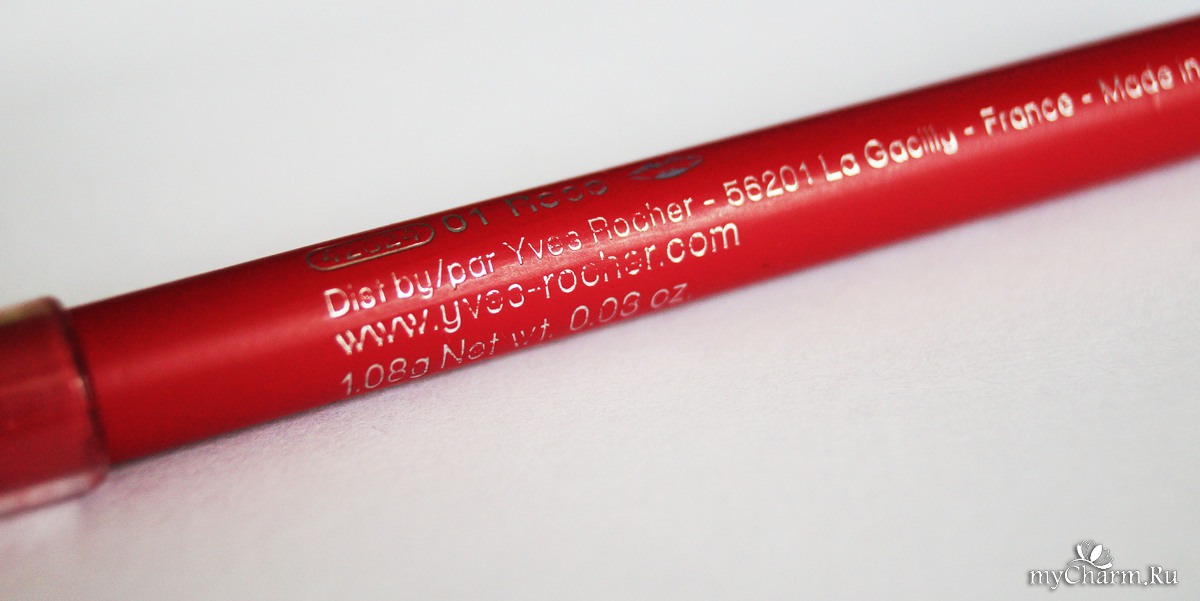 01
Dist by/par Yves Rocher - 56201 La Gacilly - France - Made in
www.yves-rocher.com
1.08g Net wt. 0.03 oz.
myCharm.Ru